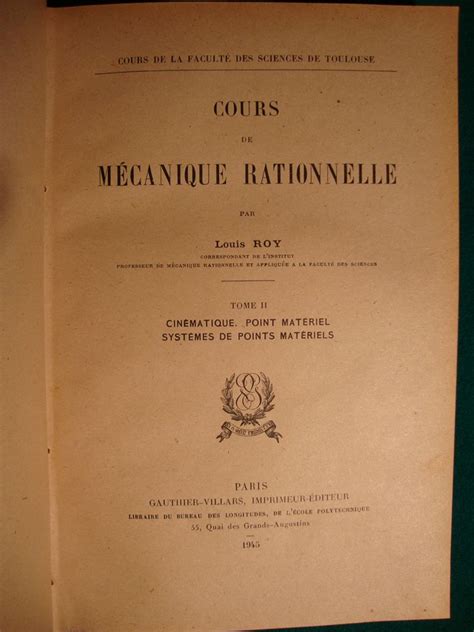 COURS DE LA FACULTÉ DES SCIENCES DE TOULOUSE
COURS
DE
MÉCANIQUE RATIONNELLE
PAR
Louis ROY
CORRESPONDANT DE L'INSTITUT
PROFESSEUR DE MÉCANIQUE RATIONNELLE ET APPLIQUÉE A LA FACULTÉ DES SCIENCES
TOME II
CINÉMATIQUE. POINT MATÉRIEL
SYSTÈMES DE POINTS MATÉRIELS
PARIS
GAUTHIER-VILLARS, IMPRIMEUR-ÉDITEUR
LIBRAIRE DU BUREAU DES LONGITUDES, DE L'ÉCOLE POLYTECHNIQUE
55, Quai des Grands-Augustins
1945